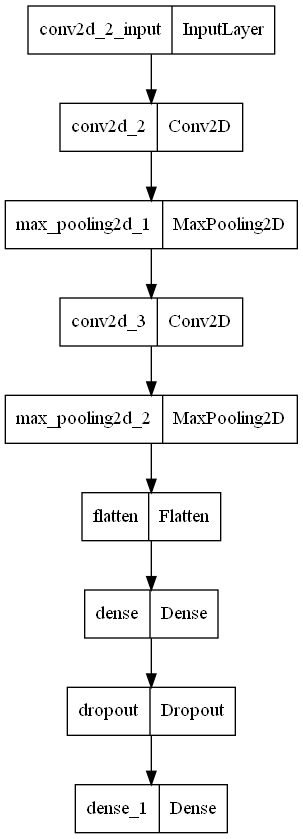 conv2d_2_input InputLayer
conv2d_2 Conv2D
max_pooling2d_1 MaxPooling2D
conv2d_3 Conv2D
max_pooling2d_2 MaxPooling2D
flatten Flatten
dense Dense
dropout Dropout
dense_1 Dense